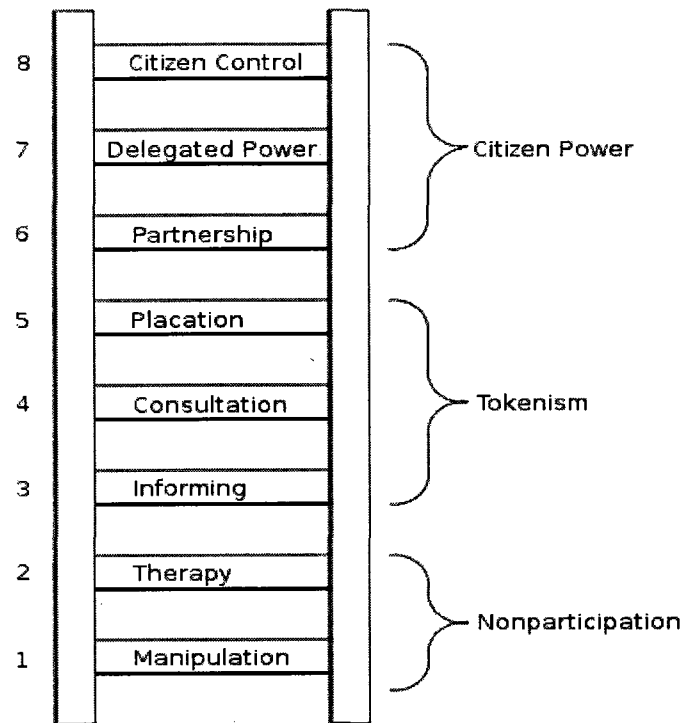 8 Citizen Control
7 Delegated Power Citizen Power
6 Partnership
5 Placation
4 Consultation Tokenism
3 Informing
2 Therapy
Nonparticipation
1 Manipulation